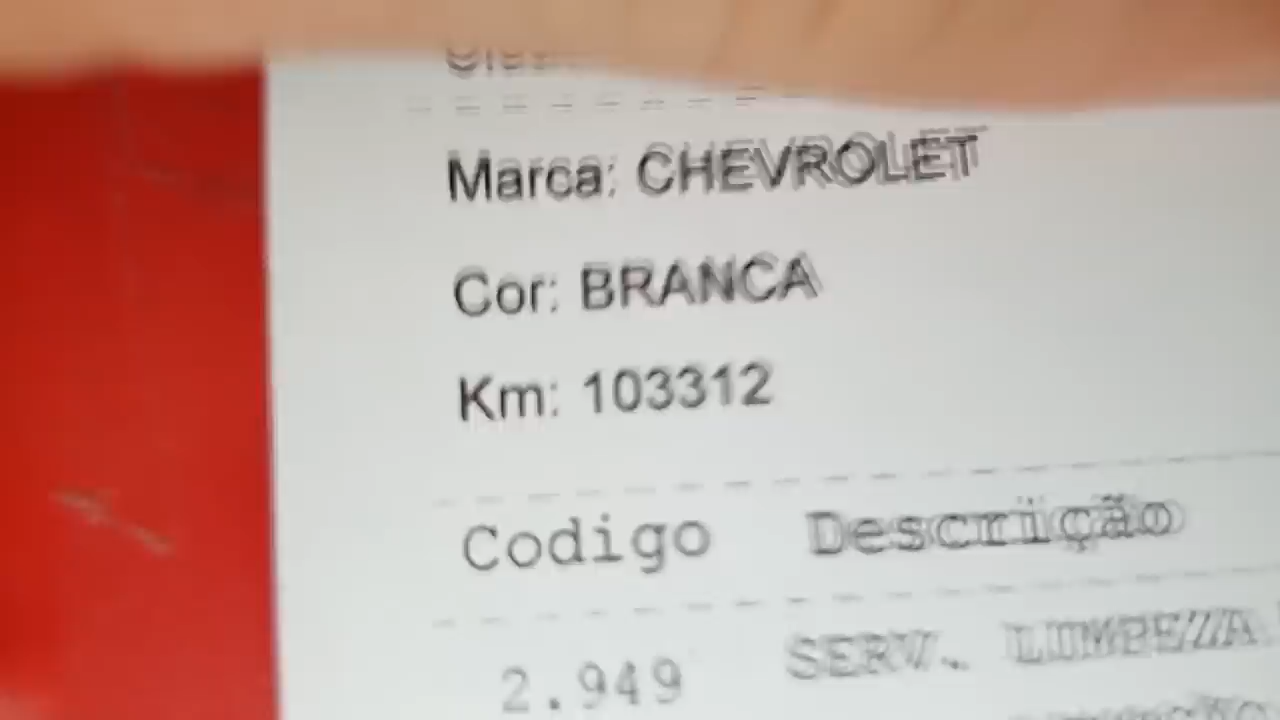 Marca: CHEVROLET
Cor: BRANCA
Km: 103312
Codigo Descrição
2.949 SERV. LIMPEZA